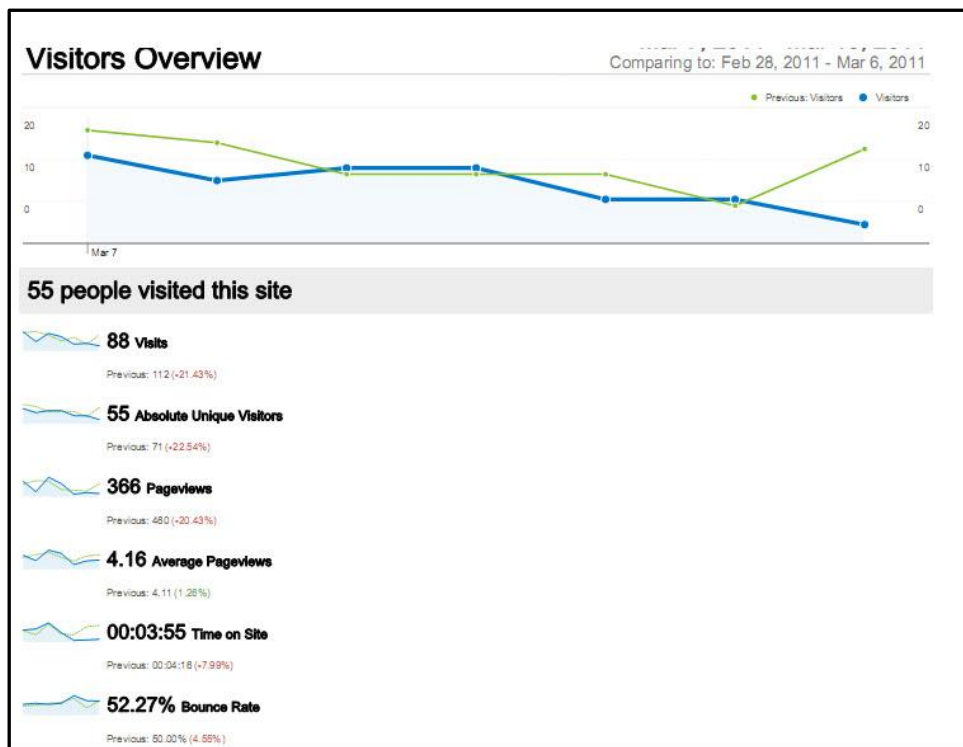 Visitors Overview
Comparing to: Feb 28, 2011 - Mar 6, 2011
Previous: Visitors
Visitors
20
20
10
10
0
0
Mar 7
55 people visited this site
88 Visits
Previous: 112 (-21.43%)
55 Absolute Unique Visitors
Previous: 71 (-22.54%)
366 Pageviews
Previous: 460 (-20.43%)
4.16 Average Pageviews
Previous: 4.11 (1.26%)
00:03:55 Time on Site
Previous: 00:04:16 (-7.99%)
52.27% Bounce Rate
Previous: 50.00% (4.55%)